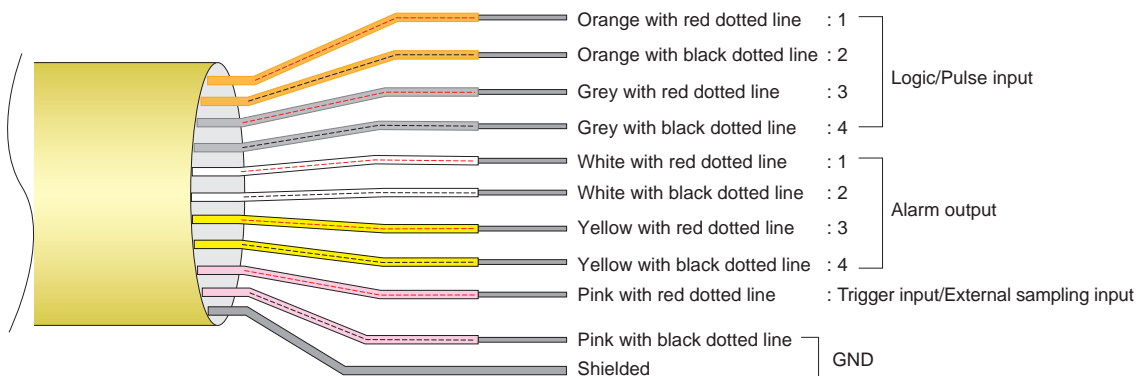 Orange with red dotted line : 1
Orange with black dotted line : 2
Logic/Pulse input
Grey with red dotted line : 3
Grey with black dotted line : 4
White with red dotted line : 1
White with black dotted line : 2
Alarm output
Yellow with red dotted line : 3
Yellow with black dotted line : 4
Pink with red dotted line : Trigger input/External sampling input
Pink with black dotted line
GND
Shielded